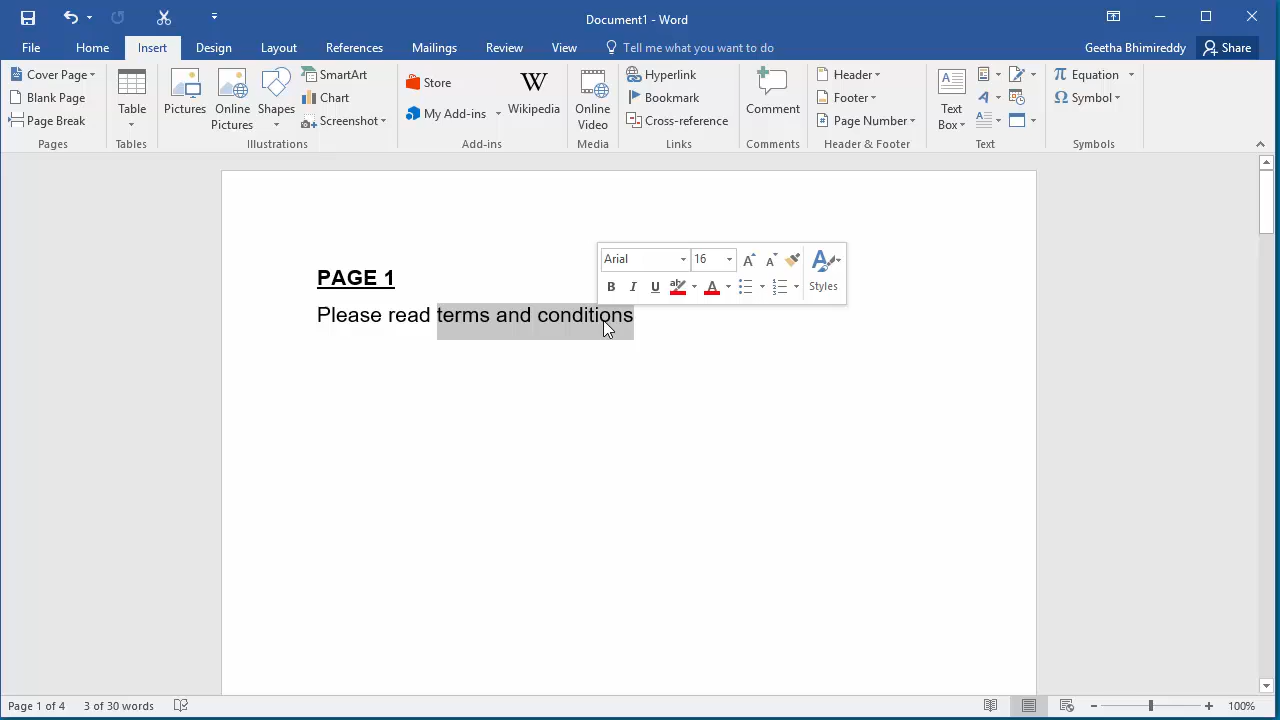 Document1 - Word
File Home Insert Design Layout References Mailings Review View Tell me what you want to do Geetha Bhimireddy Share
Cover Page
Blank Page
Page Break
Pages
Table
Tables
Pictures
Online Pictures
Shapes
SmartArt
Chart
Screenshot
Illustrations
Store
My Add-ins
W
Wikipedia
Add-ins
Online Video
Media
Hyperlink
Bookmark
Cross-reference
Links
Comment
Comments
Header
Footer
Page Number
Header & Footer
Text Box
Text
π Equation
Ω Symbol
Symbols
Arial 16 A A
B I U ab A Styles
PAGE 1
Please read terms and conditions
Page 1 of 4 3 of 30 words 100%